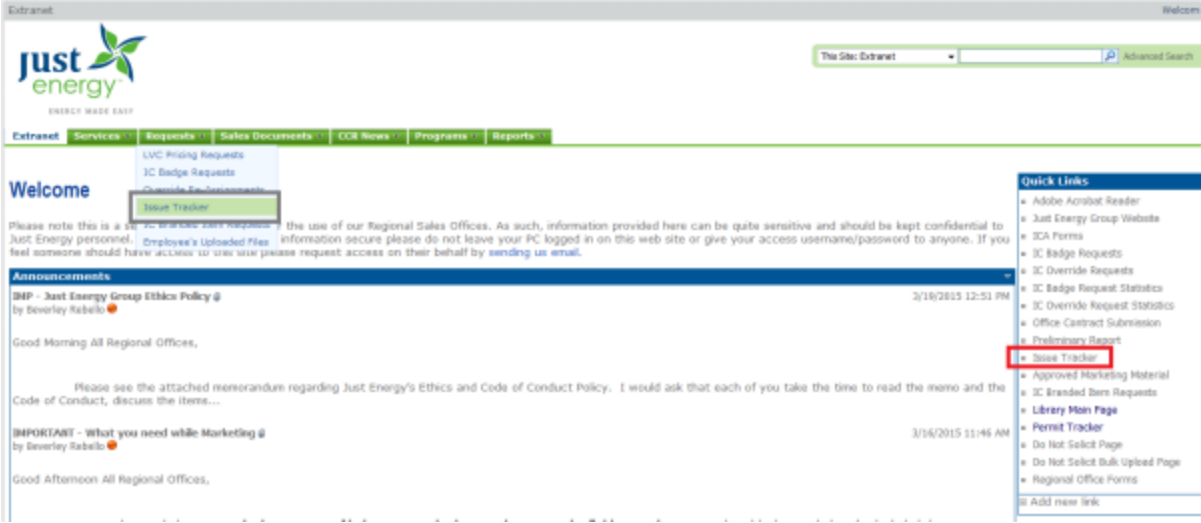 Extranet
Welcom
just
energy
ENERGY MADE EASY
This Site: Extranet
Advanced Search
Extranet Services Requests Sales Documents CCR News Programs Reports
LVC Pricing Requests
IC Badge Requests
Override Re-Assignments
Issue Tracker
IC Branded Item Requests
Employee's Uploaded Files
Welcome
Please note this is a s the use of our Regional Sales Offices. As such, information provided here can be quite sensitive and should be kept confidential to
Just Energy personnel. information secure please do not leave your PC logged in on this web site or give your access username/password to anyone. If you
feel someone should have access to this site please request access on their behalf by sending us email.
Announcements
IMP - Just Energy Group Ethics Policy
3/19/2015 12:51 PM
by Beverley Rebello
Good Morning All Regional Offices,
Please see the attached memorandum regarding Just Energy's Ethics and Code of Conduct Policy. I would ask that each of you take the time to read the memo and the
Code of Conduct, discuss the items...
IMPORTANT - What you need while Marketing
3/16/2015 11:46 AM
by Beverley Rebello
Good Afternoon All Regional Offices,
Quick Links
Adobe Acrobat Reader
Just Energy Group Website
ICA Forms
IC Badge Requests
IC Override Requests
IC Badge Request Statistics
IC Override Request Statistics
Office Contract Submission
Preliminary Report
Issue Tracker
Approved Marketing Material
IC Branded Item Requests
Library Main Page
Permit Tracker
Do Not Solicit Page
Do Not Solicit Bulk Upload Page
Regional Office Forms
Add new link